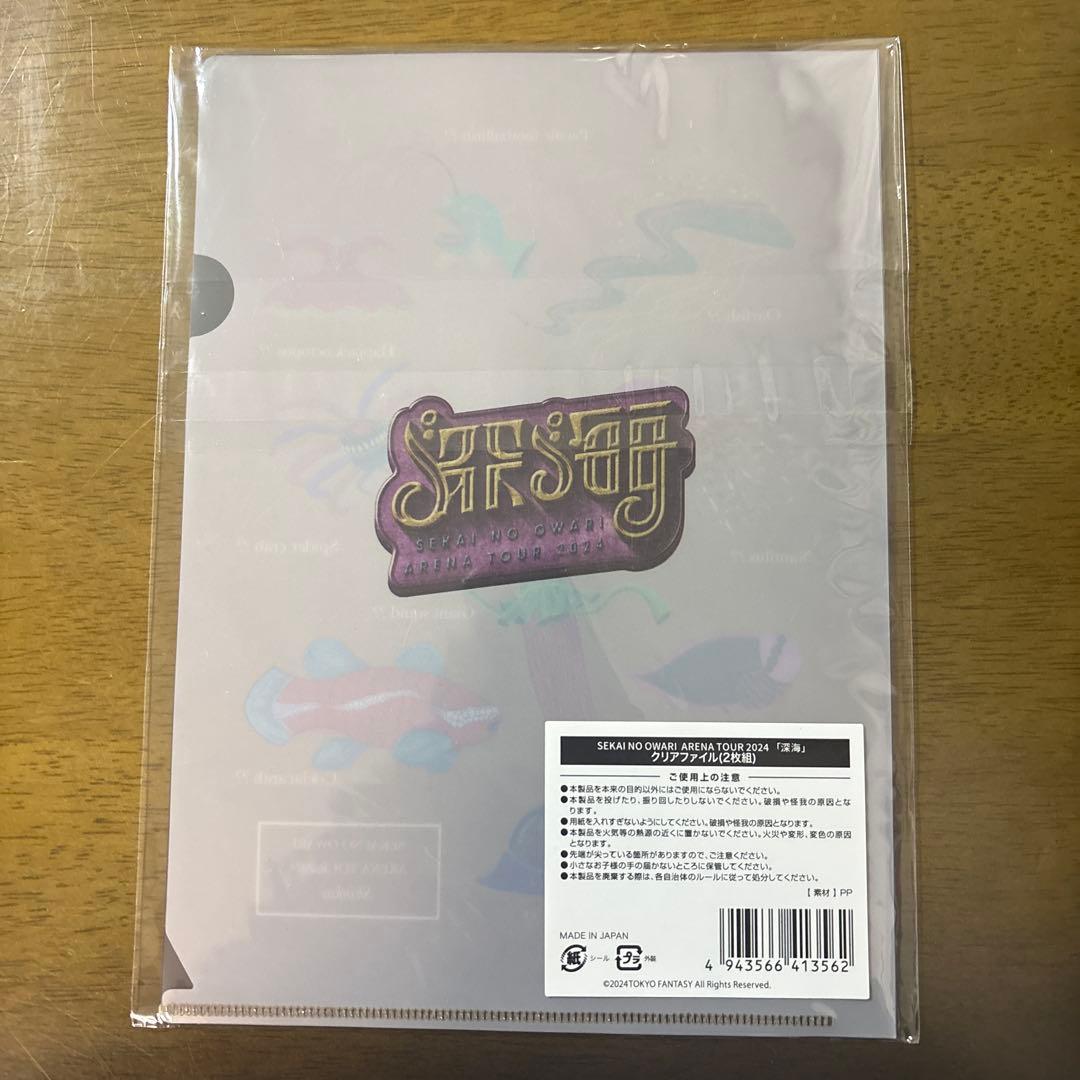 深海
SEKAI NO OWARI
ARENA TOUR 2024
Spider crab ??
Nautilus ??
Giant squid ??
SEKAI NO OWARI
SEKAI NO OWARI ARENA TOUR 2024 「深海」
クリアファイル(2枚組)
ご使用上の注意
●本製品を本来の目的以外にはご使用にならないでください。
●本製品を投げたり、振り回したりしないでください。破損や怪我の原因とな
ります。
●用紙を入れすぎないようにしてください。破損や怪我の原因となります。
●本製品を火気等の熱源の近くに置かないでください。火災や変形、変色の原因
となります。
●先端が尖っている箇所がありますので、ご注意ください。
●小さなお子様の手の届かないところに保管してください。
●本製品を廃棄する際は、各自治体のルールに従って処分してください。
【 素材 】PP
MADE IN JAPAN
紙 シール プラ 外装
4 943566 413562
©2024TOKYO FANTASY All Rights Reserved.